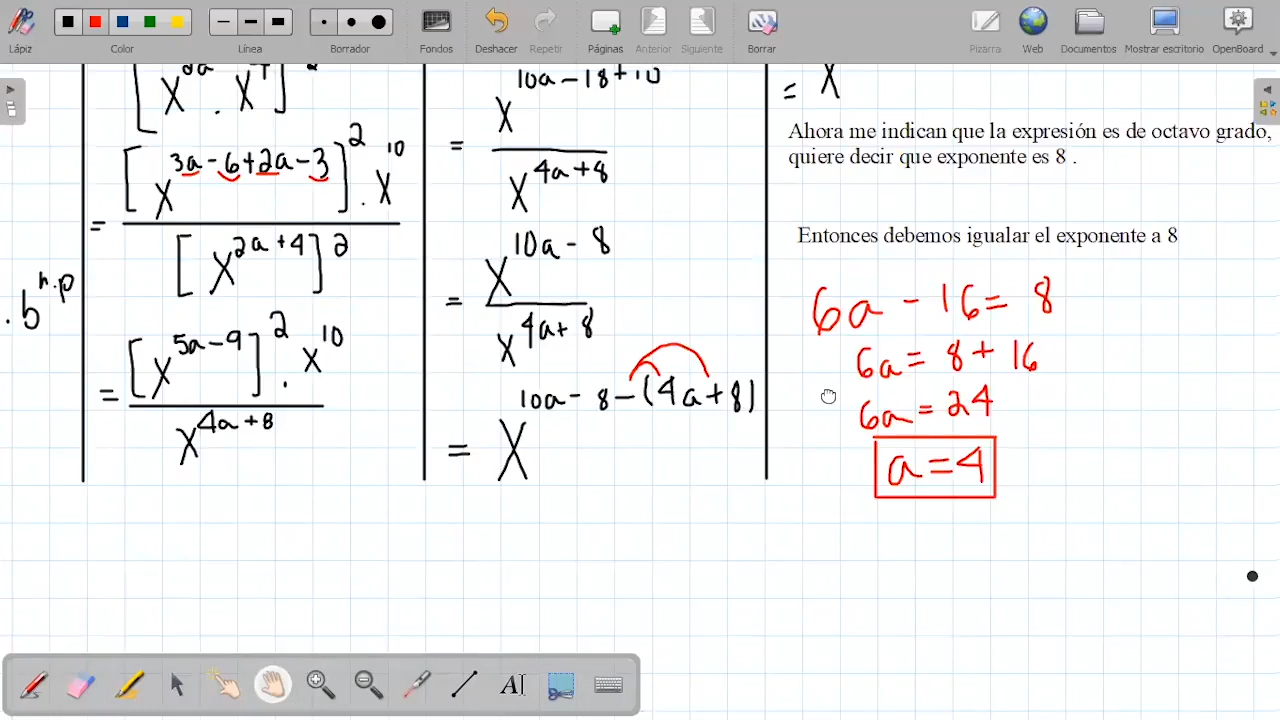 Lápiz Color Línea Borrador Fondos Deshacer Repetir Páginas Anterior Siguiente Borrar Pizarra Web Documentos Mostrar escritorio OpenBoard
X . X
[X^{3a-6+2a-3}]^2 . X^{10}
=
[X^{2a+4}]^2
. b^{n.p}
[X^{5a-9}]^2 . X^{10}
=
X^{4a+8}
X^{10a-18+10}
=
X^{4a+8}
X^{10a-8}
=
X^{4a+8}
= X^{10a-8-(4a+8)}
= X
Ahora me indican que la expresión es de octavo grado,
quiere decir que exponente es 8 .
Entonces debemos igualar el exponente a 8
6a - 16 = 8
6a = 8 + 16
6a = 24
a = 4
AI